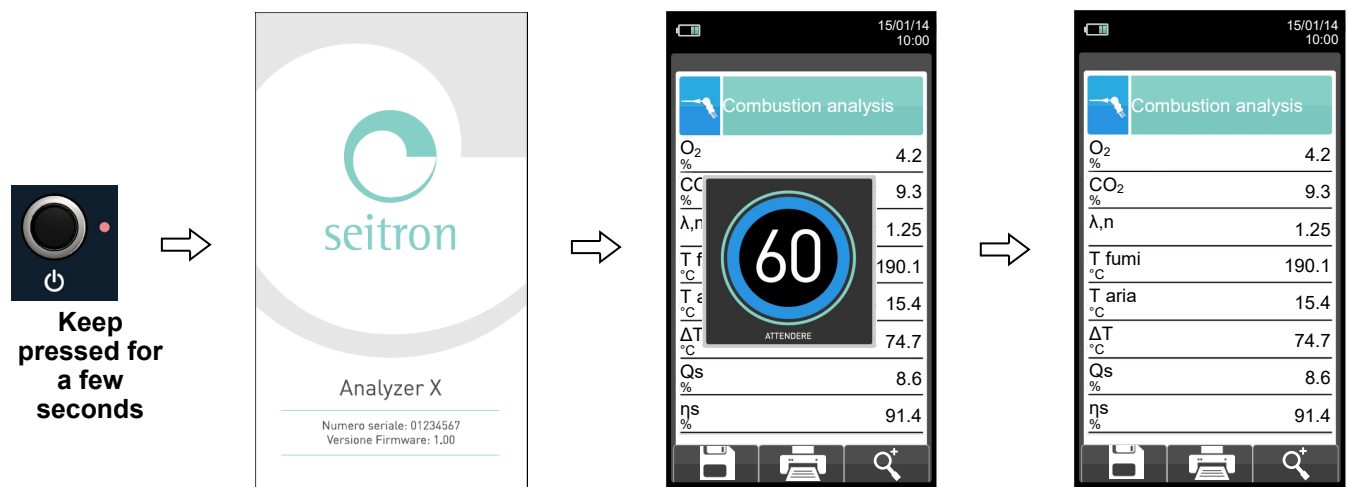 Keep
pressed for
a few
seconds
seitron
Analyzer X
Numero seriale: 01234567
Versione Firmware: 1.00
15/01/14
10:00
Combustion analysis
O₂
% 4.2
CO
% 9.3
λ,n 1.25
T f
°C 190.1
T a
°C 15.4
ΔT
°C 74.7
Qs
% 8.6
ηs
% 91.4
60
ATTENDERE
15/01/14
10:00
Combustion analysis
O₂
% 4.2
CO₂
% 9.3
λ,n 1.25
T fumi
°C 190.1
T aria
°C 15.4
ΔT
°C 74.7
Qs
% 8.6
ηs
% 91.4